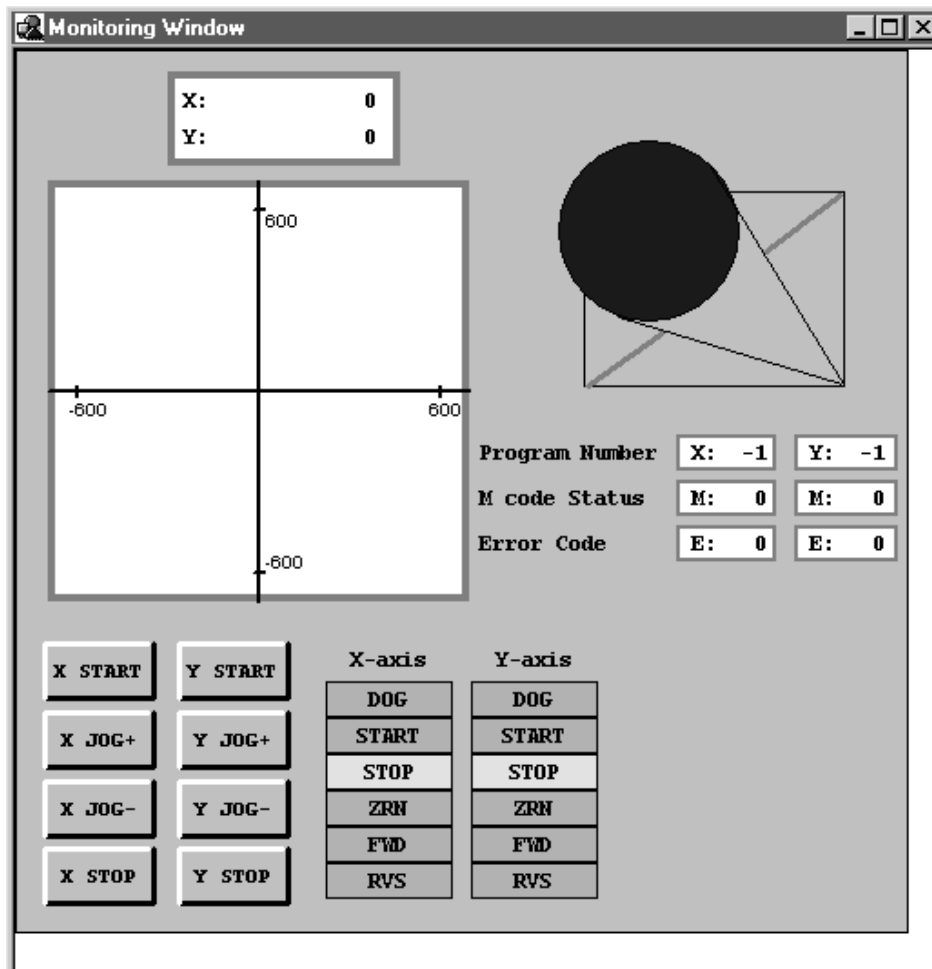 Monitoring Window
X: 0
Y: 0
600
-600 600
-600
Program Number X: -1 Y: -1
M code Status M: 0 M: 0
Error Code E: 0 E: 0
X START Y START
X JOG+ Y JOG+
X JOG- Y JOG-
X STOP Y STOP
X-axis Y-axis
DOG DOG
START START
STOP STOP
ZRN ZRN
FWD FWD
RVS RVS